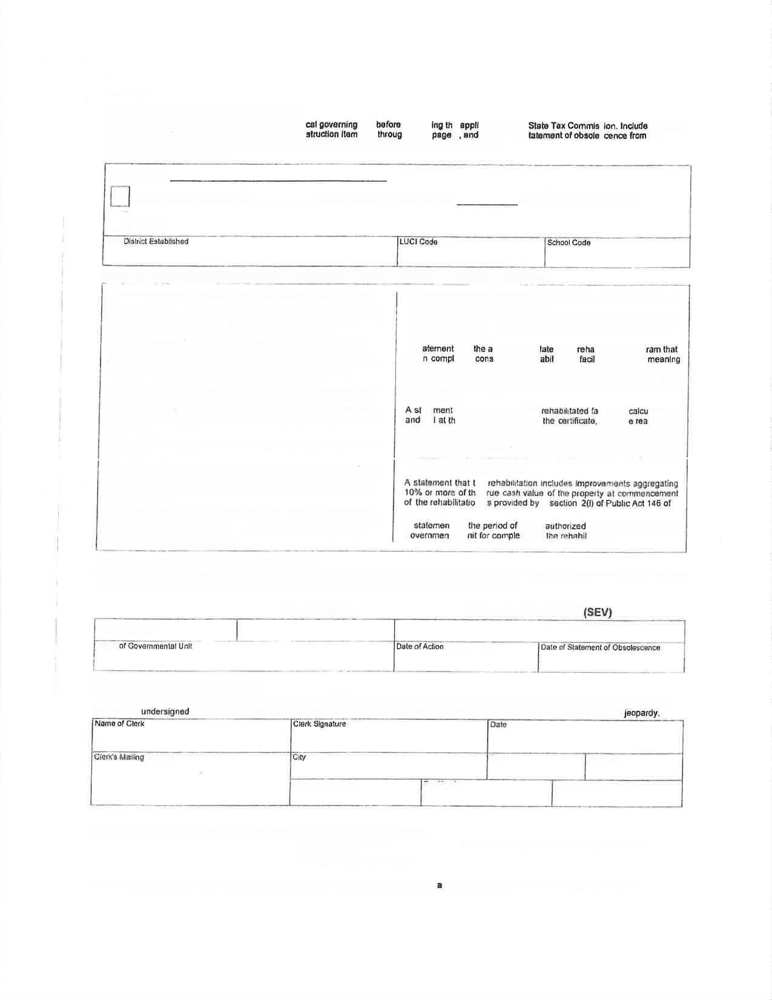 cal governing before ing th appli State Tax Commis ion. Include
struction Item throug page , and tatement of obsole cence from
District Established LUCI Code School Code
atement the a late reha ram that
n compl cons abil facil meaning
A st ment rehabilitated fa calcu
and l at th the certificate, e rea
A statement that t rehabilitation includes improvements aggregating
10% or more of th rue cash value of the property at commencement
of the rehabilitatio s provided by section 2(l) of Public Act 146 of
statemen the period of authorized
overnmen nit for comple the rehabil
(SEV)
of Governmental Unit Date of Action Date of Statement of Obsolescence
undersigned jeopardy.
Name of Clerk Clerk Signature Date
Clerk's Mailing City
a